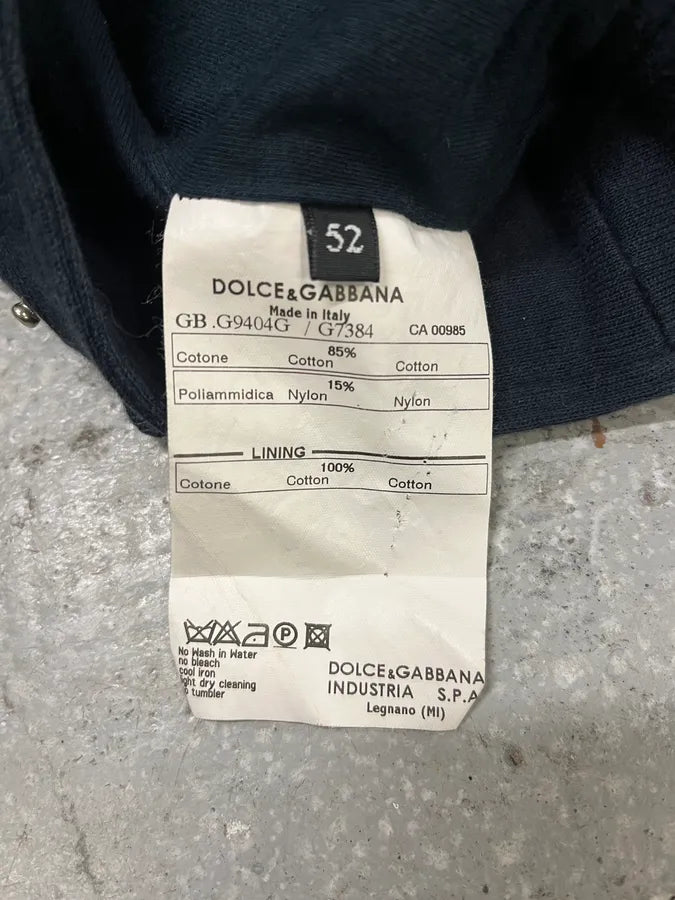 52
DOLCE&GABBANA
Made in Italy
GB.G9404G / G7384 CA 00985
85%
Cotone Cotton Cotton
15%
Poliammidica Nylon Nylon
LINING
100%
Cotone Cotton Cotton
P
No Wash in Water
no bleach
cool iron
ght dry cleaning
tumbler
DOLCE&GABBANA
INDUSTRIA S.P.A
Legnano (MI)